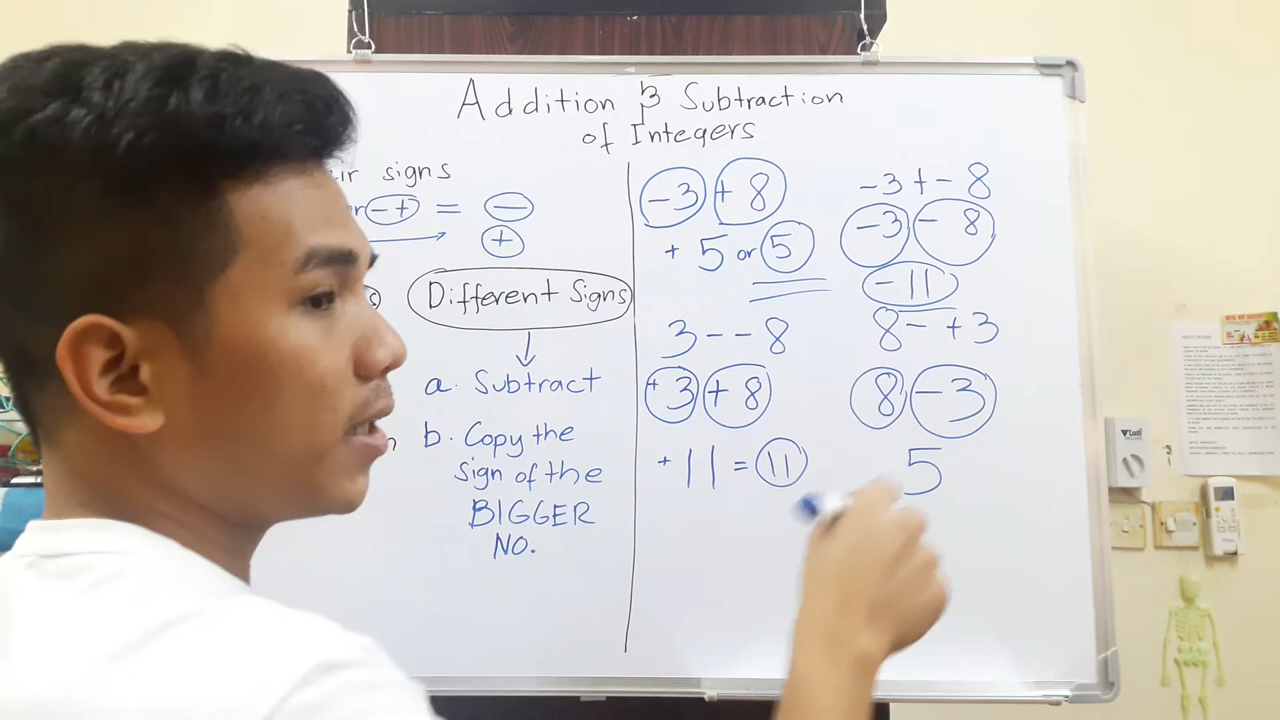 Addition & Subtraction
of Integers
signs
- + = -
+
Different Signs
a. Subtract
b. Copy the
sign of the
BIGGER
NO.
-3 + 8
+ 5 or 5
3 - - 8
+3 + 8
+ 11 = 11
-3 + - 8
-3 - 8
- 11
8 - + 3
8 - 3
5